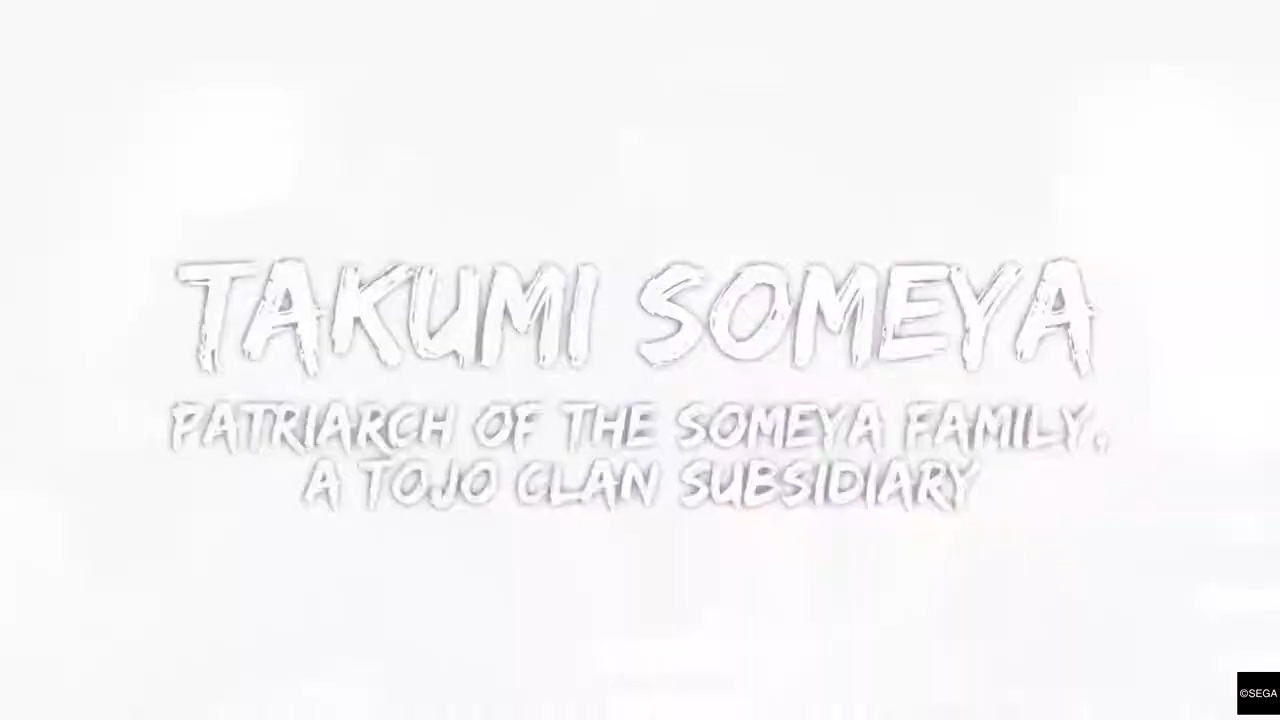 TAKUMI SOMEYA
PATRIARCH OF THE SOMEYA FAMILY,
A TOJO CLAN SUBSIDIARY
©SEGA